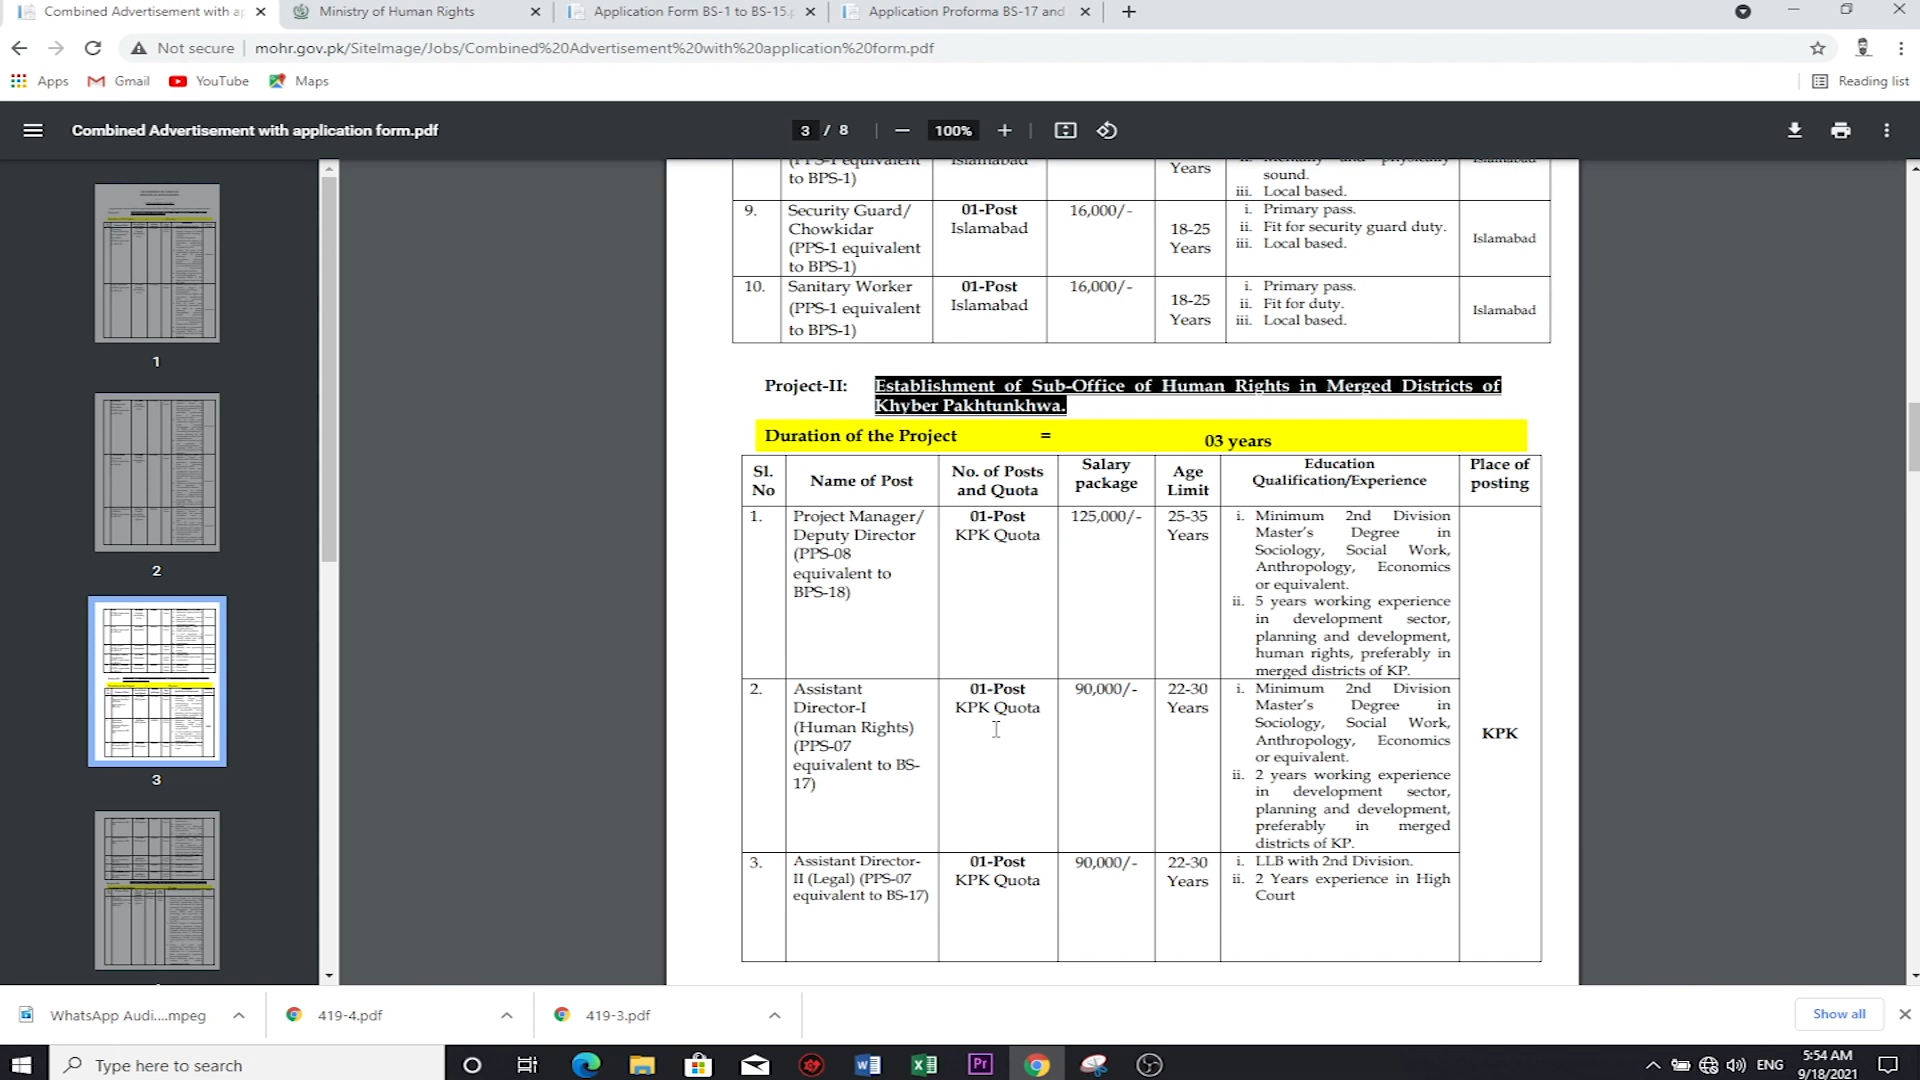 Combined Advertisement with ap
Ministry of Human Rights
Application Form BS-1 to BS-15.p
Application Proforma BS-17 and
Not secure
mohr.gov.pk/SiteImage/Jobs/Combined%20Advertisement%20with%20application%20form.pdf
Apps
Gmail
YouTube
Maps
Reading list
Combined Advertisement with application form.pdf
3 / 8
100%
1
2
3
(PPS-1 equivalent
to BPS-1)
Islamabad
Years
ii. Mentally and physically
sound.
iii. Local based.
Islamabad
9.
Security Guard/
Chowkidar
(PPS-1 equivalent
to BPS-1)
01-Post
Islamabad
16,000/-
18-25
Years
i. Primary pass.
ii. Fit for security guard duty.
iii. Local based.
Islamabad
10.
Sanitary Worker
(PPS-1 equivalent
to BPS-1)
01-Post
Islamabad
16,000/-
18-25
Years
i. Primary pass.
ii. Fit for duty.
iii. Local based.
Islamabad
Project-II: Establishment of Sub-Office of Human Rights in Merged Districts of
Khyber Pakhtunkhwa.
Duration of the Project = 03 years
Sl.
No
Name of Post
No. of Posts
and Quota
Salary
package
Age
Limit
Education
Qualification/Experience
Place of
posting
1.
Project Manager/
Deputy Director
(PPS-08
equivalent to
BPS-18)
01-Post
KPK Quota
125,000/-
25-35
Years
i. Minimum 2nd Division
Master's Degree in
Sociology, Social Work,
Anthropology, Economics
or equivalent.
ii. 5 years working experience
in development sector,
planning and development,
human rights, preferably in
merged districts of KP.
2.
Assistant
Director-I
(Human Rights)
(PPS-07
equivalent to BS-
17)
01-Post
KPK Quota
90,000/-
22-30
Years
i. Minimum 2nd Division
Master's Degree in
Sociology, Social Work,
Anthropology, Economics
or equivalent.
ii. 2 years working experience
in development sector,
planning and development,
preferably in merged
districts of KP.
KPK
3.
Assistant Director-
II (Legal) (PPS-07
equivalent to BS-17)
01-Post
KPK Quota
90,000/-
22-30
Years
i. LLB with 2nd Division.
ii. 2 Years experience in High
Court
WhatsApp Audi....mpeg
419-4.pdf
419-3.pdf
Show all
Type here to search
ENG
5:54 AM
9/18/2021